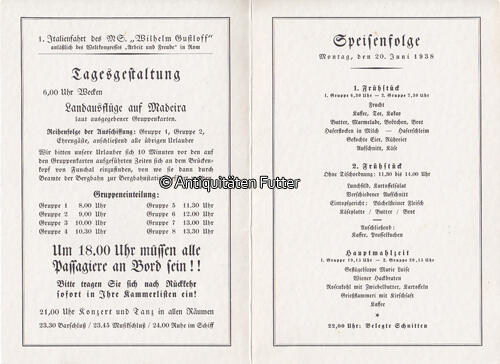 1. Italienfahrt des MS. „Wilhelm Gustloff“
anläßlich des Weltkongresses „Arbeit und Freude“ in Rom
Tagesgestaltung
6,00 Uhr Wecken
Landausflüge auf Madeira
laut ausgegebener Gruppenkarten.
Reihenfolge der Ausschiffung: Gruppe 1, Gruppe 2,
Ehrengäste, anschließend alle übrigen Urlauber
Wir bitten unsere Urlauber sich 10 Minuten vor den auf
den Gruppenkarten aufgeführten Zeiten sich an den Brücken-
kopf von Funchal einzufinden, von wo sie dann durch
Beamte der Bergbahn zur Bergbahnstation
Gruppeneinteilung:
Gruppe 1 8.00 Uhr Gruppe 5 11.30 Uhr
Gruppe 2 9.00 Uhr Gruppe 6 12.00 Uhr
Gruppe 3 10.00 Uhr Gruppe 7 13.00 Uhr
Gruppe 4 10.30 Uhr Gruppe 8 13.30 Uhr
Um 18.00 Uhr müssen alle
Passagiere an Bord sein!!
Bitte tragen Sie sich nach Rückkehr
sofort in Ihre Kammerlisten ein!
21,00 Uhr Konzert und Tanz in allen Räumen
23.30 Barschluß / 23.45 Musikschluß / 24.00 Ruhe im Schiff
Speisenfolge
Montag, den 20. Juni 1938
1. Frühstück
1. Gruppe 6,30 Uhr — 2. Gruppe 7,30 Uhr
Frucht
Kaffee, Tee, Kakao
Butter, Marmelade, Brötchen, Brot
Haferflocken in Milch — Haferschleim
Gekochte Eier, Rühreier
Aufschnitt, Käse
2. Frühstück
Ohne Tischordnung: 11.30 bis 14.00 Uhr
Kartoffelsalat
Verschiedener Aufschnitt
Eintopfgericht: Büchelsteiner Fleisch
Käseplatte / Butter / Brot
Anschließend:
Kaffee, Prasselkuchen
Hauptmahlzeit
1. Gruppe 19,15 Uhr — 2. Gruppe 20,15 Uhr
Geflügelsuppe Marie Luise
Wiener Hackbraten
Rosenkohl mit Zwiebelbutter, Kartoffeln
Grießflammeri mit Kirschsaft
Kaffee
*
22,00 Uhr: Belegte Schnitten
© Antiquitäten Futter